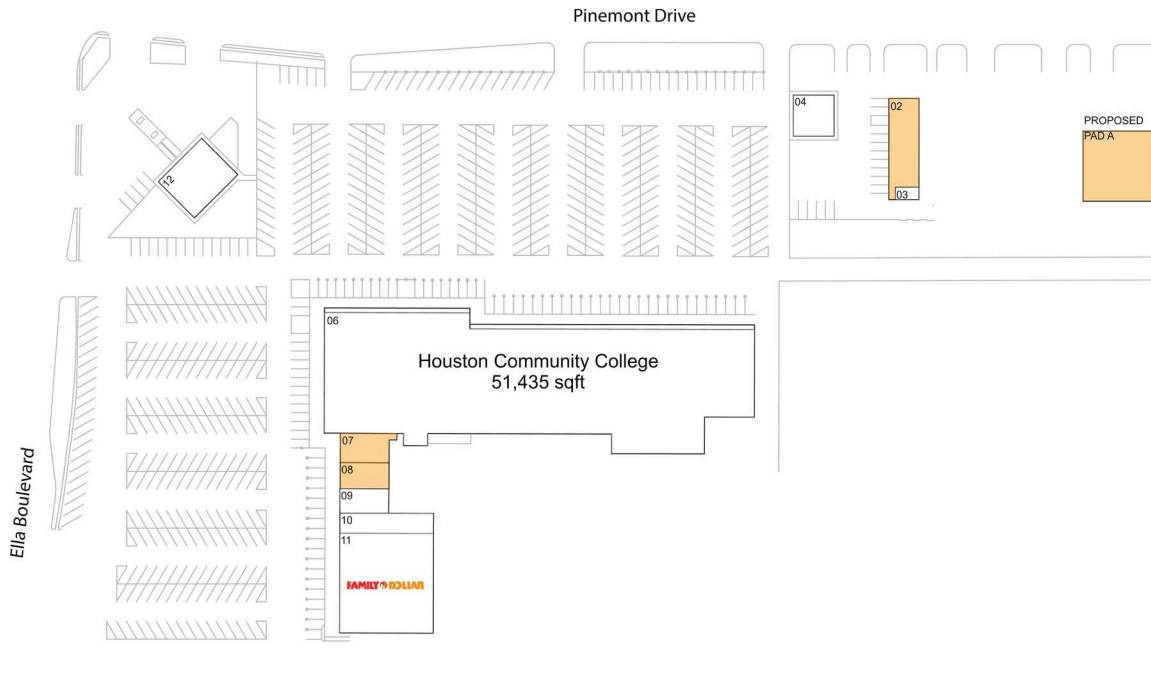 Pinemont Drive
04
02
PROPOSED
PAD A
12
03
06
Houston Community College
51,435 sqft
07
08
Ella Boulevard
09
10
11
FAMILY DOLLAR